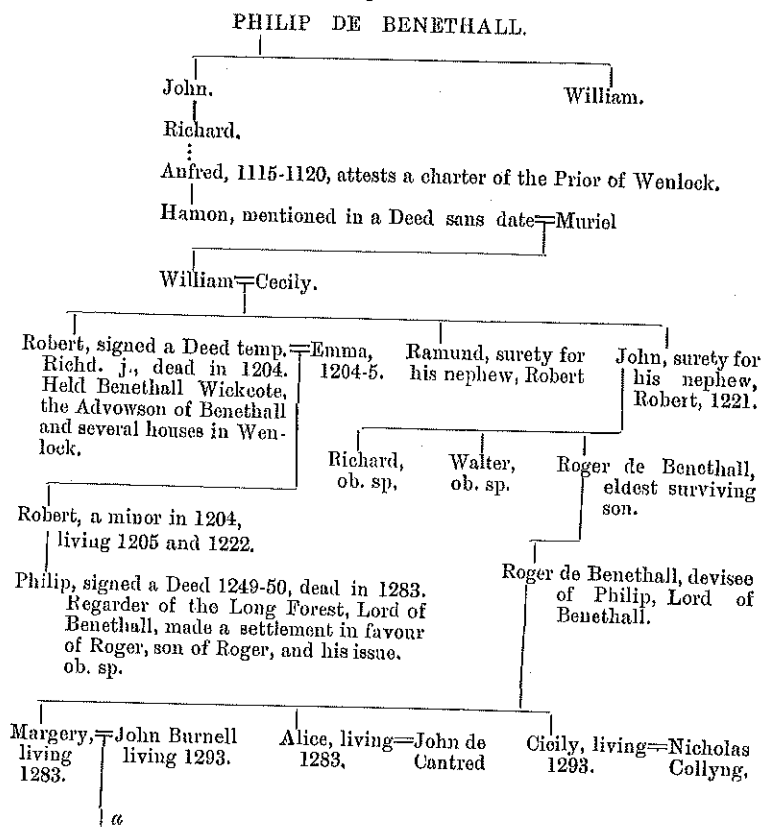 PHILIP DE BENETHALL.
John.
William.
Richard.
Anfred, 1115-1120, attests a charter of the Prior of Wenlock.
Hamon, mentioned in a Deed sans date=Muriel
William=Cecily.
Robert, signed a Deed temp.
Richd. j., dead in 1204.
Held Benethall Wickcote,
the Advowson of Benethall
and several houses in Wen-
lock.
=Emma,
1204-5.
Ramund, surety for
his nephew, Robert
John, surety for
his nephew,
Robert, 1221.
Richard,
ob. sp.
Walter,
ob. sp.
Roger de Benethall,
eldest surviving
son.
Robert, a minor in 1204,
living 1205 and 1222.
Philip, signed a Deed 1249-50, dead in 1283.
Regarder of the Long Forest, Lord of
Benethall, made a settlement in favour
of Roger, son of Roger, and his issue.
ob. sp.
Roger de Benethall, devisee
of Philip, Lord of
Benethall.
Margery,
living
1283.
=John Burnell
living 1293.
Alice, living
1283.
=John de
Cantred
Cicily, living
1293.
=Nicholas
Collyng.
a